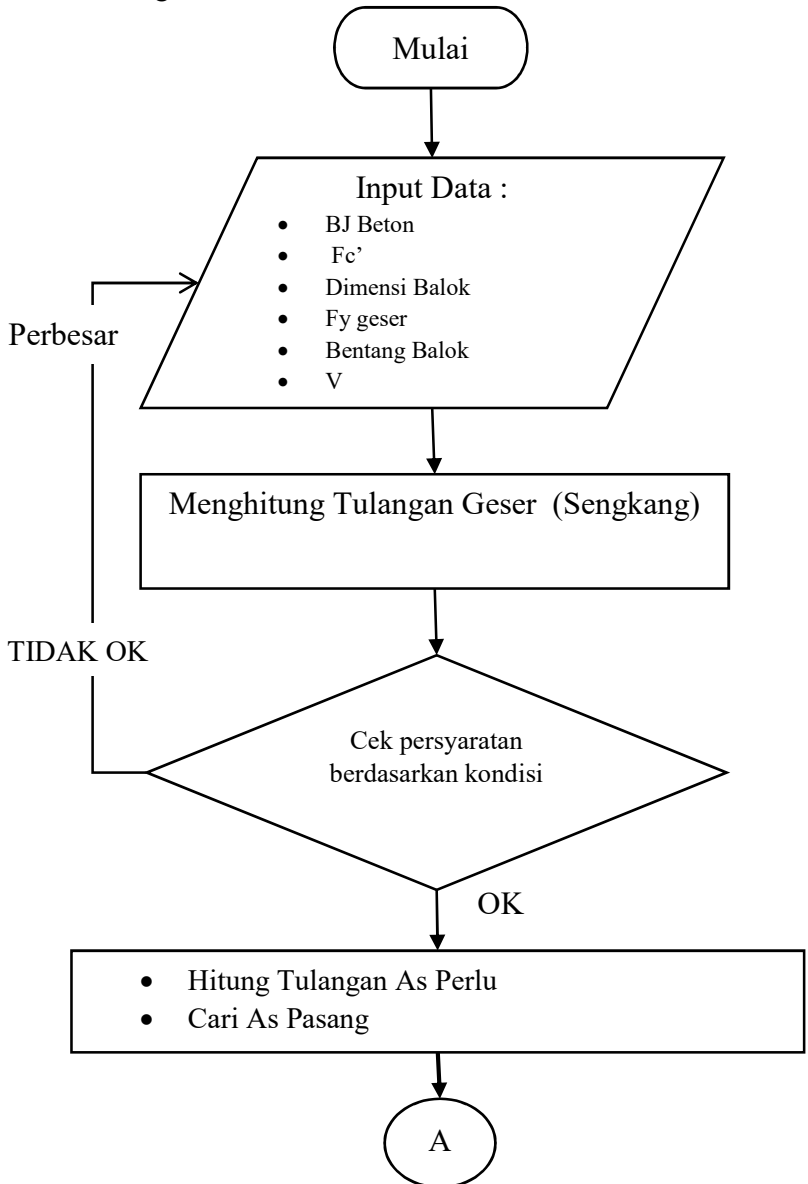 Mulai
Input Data :
• BJ Beton
• Fc’
• Dimensi Balok
• Fy geser
• Bentang Balok
• V
Perbesar
Menghitung Tulangan Geser (Sengkang)
TIDAK OK
Cek persyaratan
berdasarkan kondisi
OK
• Hitung Tulangan As Perlu
• Cari As Pasang
A